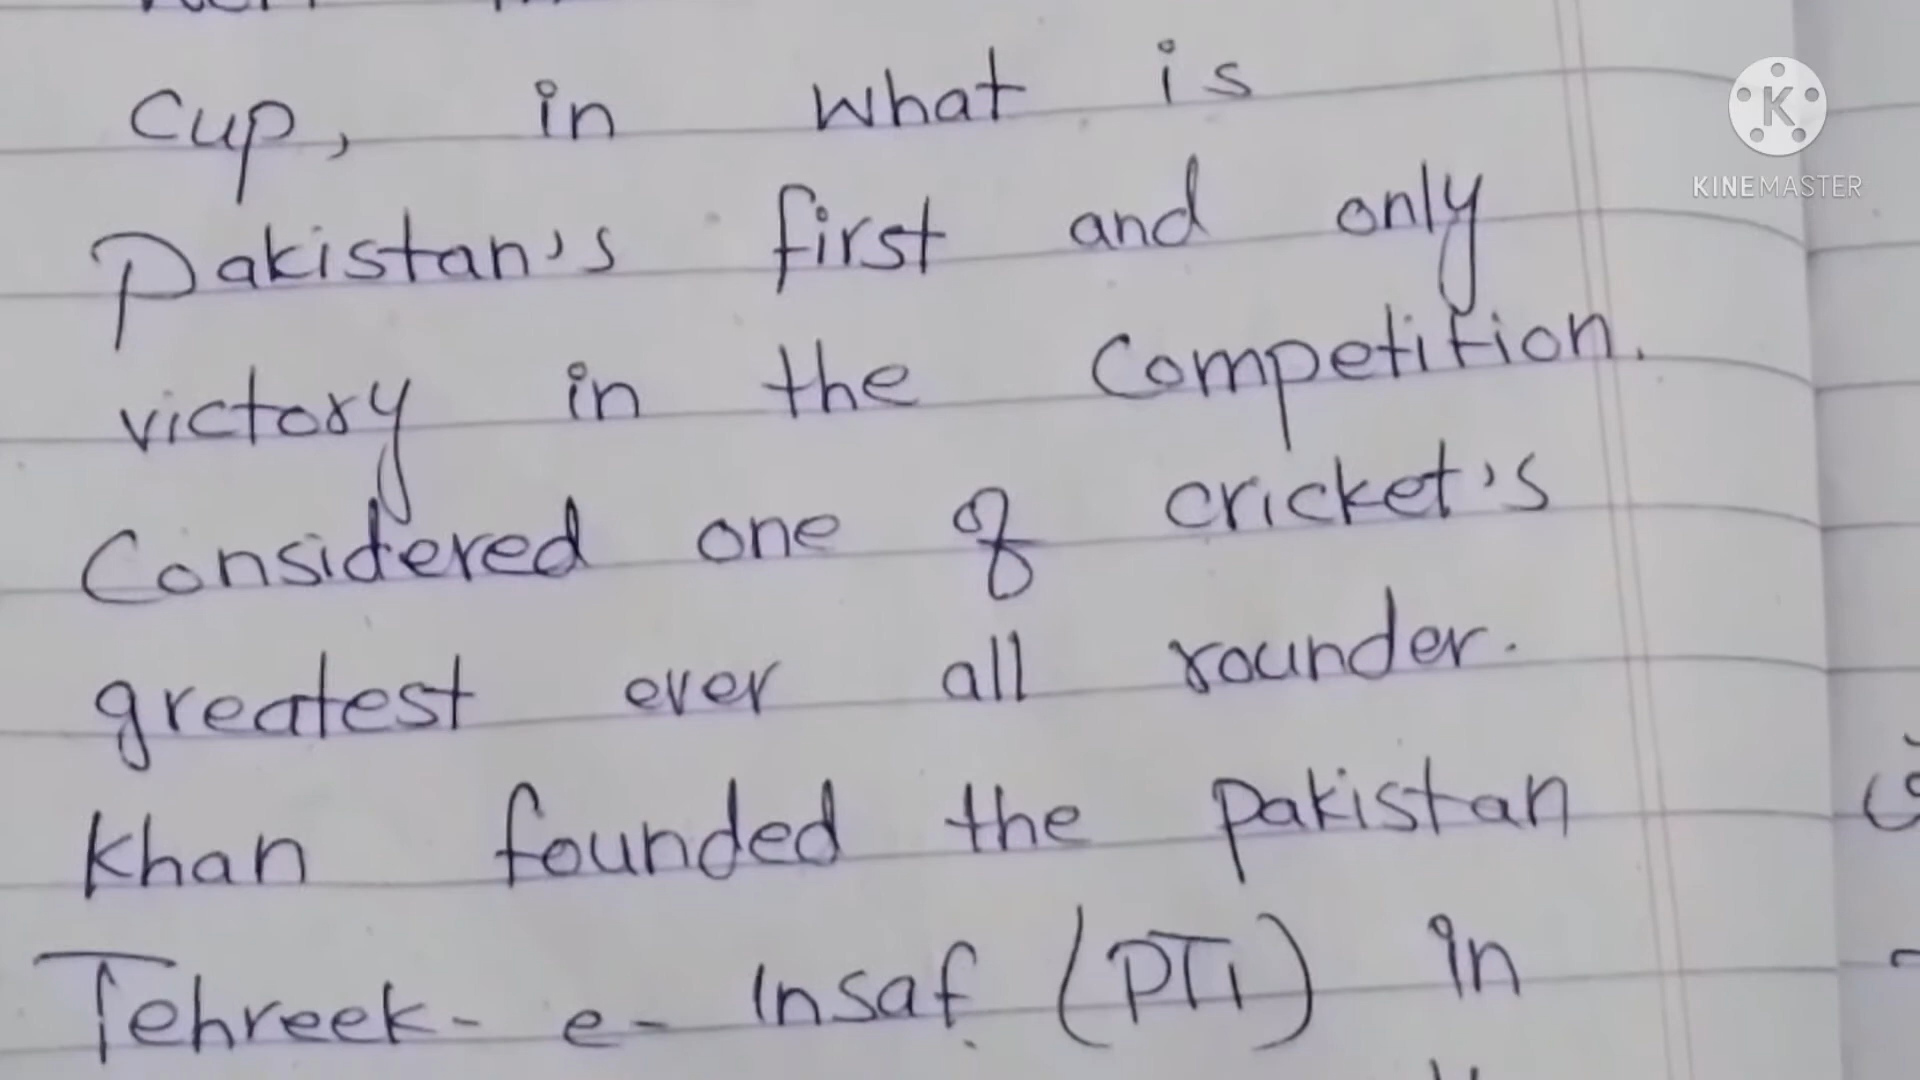 Cup, in what is
Pakistan's first and only
victory in the Competition.
Considered one of cricket's
greatest ever all rounder.
Khan founded the pakistan
Tehreek- e- Insaf (PTi) in
K
KINEMASTER